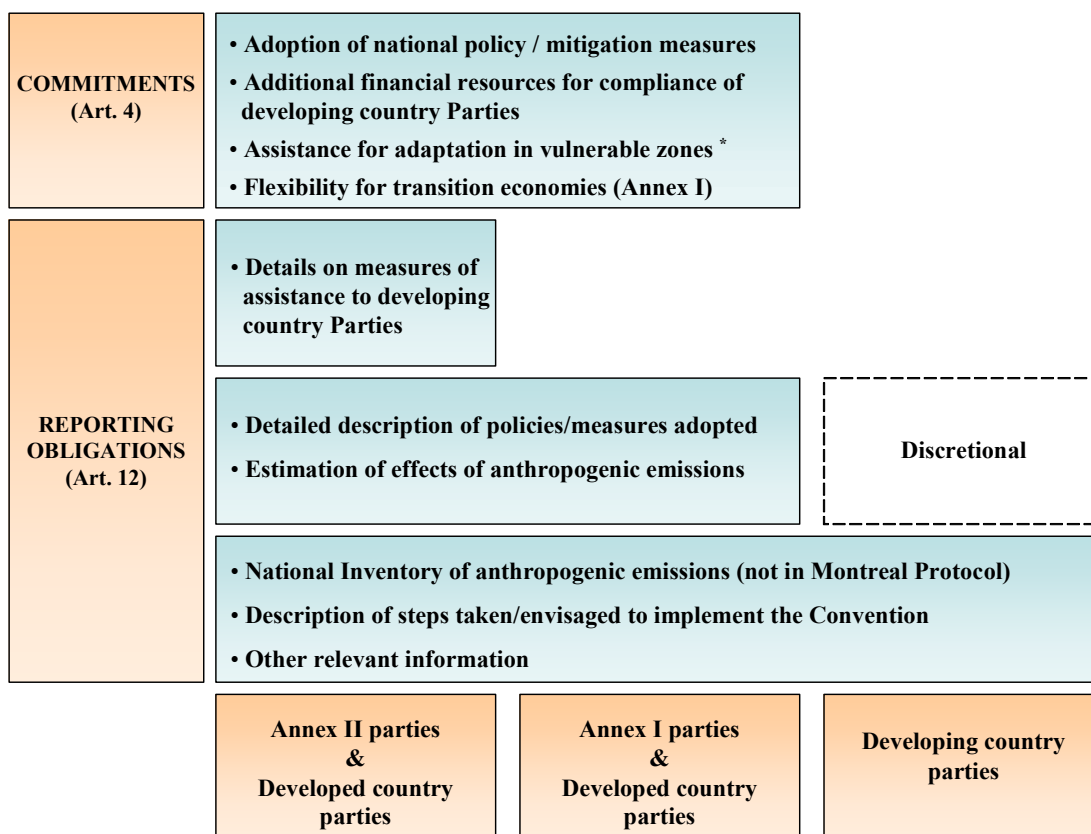 COMMITMENTS
(Art. 4)
• Adoption of national policy / mitigation measures
• Additional financial resources for compliance of
developing country Parties
• Assistance for adaptation in vulnerable zones *
• Flexibility for transition economies (Annex I)
REPORTING
OBLIGATIONS
(Art. 12)
• Details on measures of
assistance to developing
country Parties
• Detailed description of policies/measures adopted
• Estimation of effects of anthropogenic emissions
Discretional
• National Inventory of anthropogenic emissions (not in Montreal Protocol)
• Description of steps taken/envisaged to implement the Convention
• Other relevant information
Annex II parties
&
Developed country
parties
Annex I parties
&
Developed country
parties
Developing country
parties